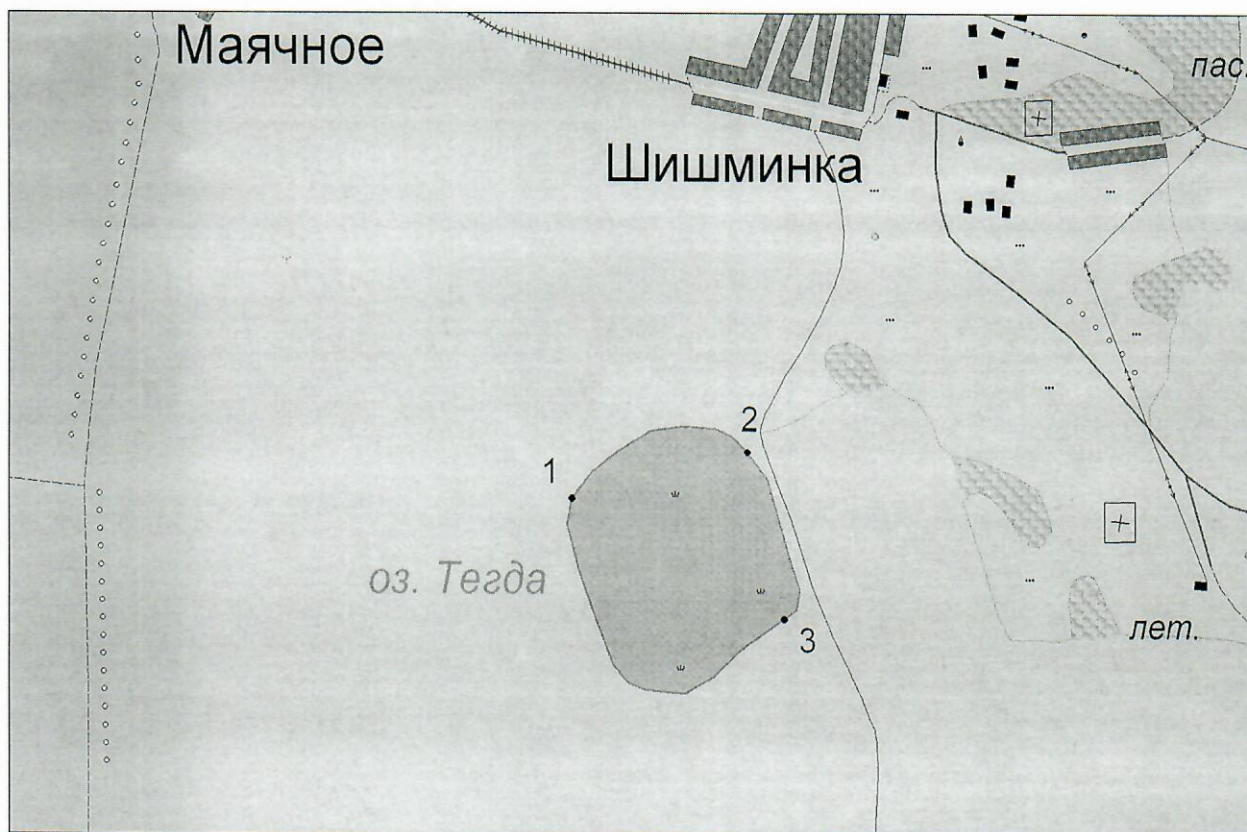 Маячное
пас.
Шишминка
2
1
оз. Тегда
3
лет.